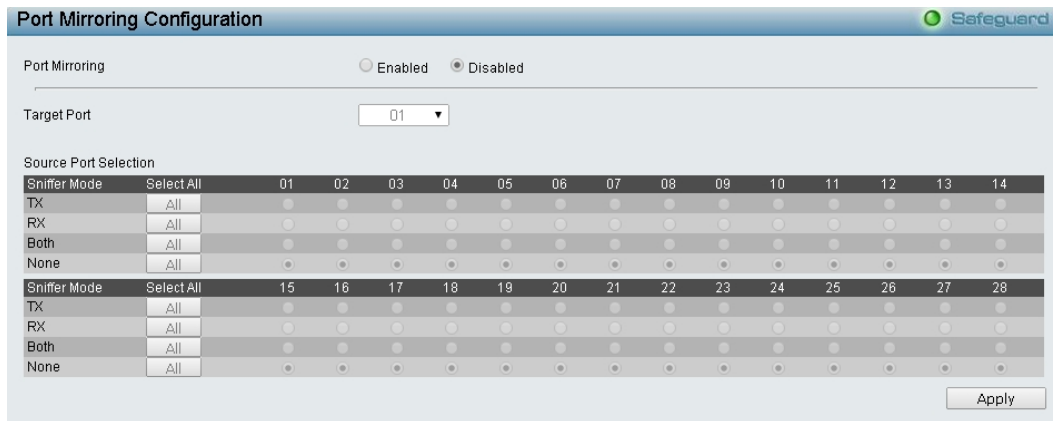 Port Mirroring Configuration Safeguard
Port Mirroring Enabled Disabled
Target Port 01
Source Port Selection
Sniffer Mode Select All 01 02 03 04 05 06 07 08 09 10 11 12 13 14
TX All
RX All
Both All
None All
Sniffer Mode Select All 15 16 17 18 19 20 21 22 23 24 25 26 27 28
TX All
RX All
Both All
None All
Apply